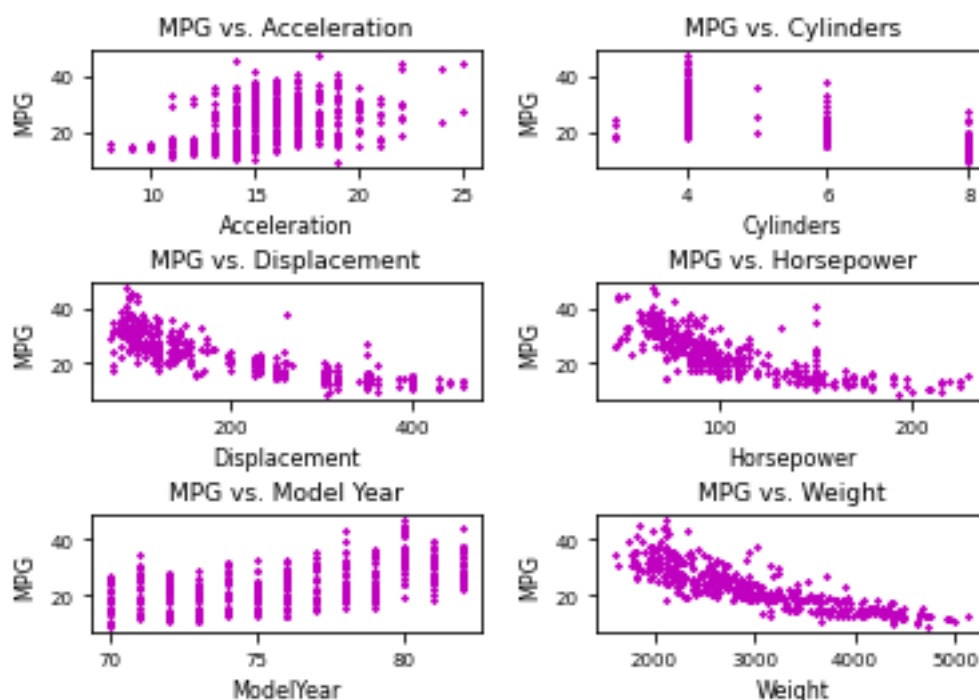 MPG vs. Acceleration
MPG
40
20
10 15 20 25
Acceleration
MPG vs. Cylinders
MPG
40
20
4 6 8
Cylinders
MPG vs. Displacement
MPG
40
20
200 400
Displacement
MPG vs. Horsepower
MPG
40
20
100 200
Horsepower
MPG vs. Model Year
MPG
40
20
70 75 80
ModelYear
MPG vs. Weight
MPG
40
20
2000 3000 4000 5000
Weight